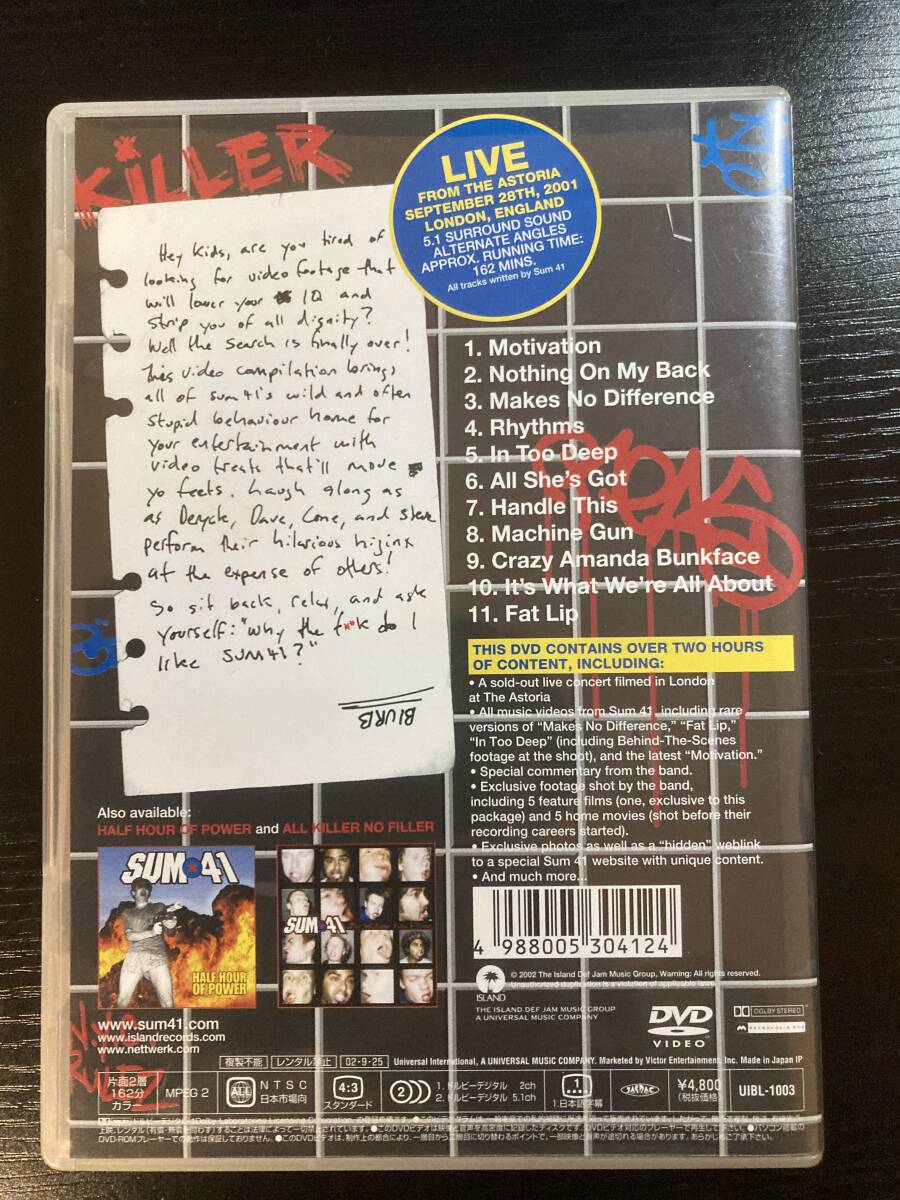 KILLER
LIVE
FROM THE ASTORIA
SEPTEMBER 28TH, 2001
LONDON, ENGLAND
5.1 SURROUND SOUND
ALTERNATE ANGLES
APPROX. RUNNING TIME:
162 MINS.
All tracks written by Sum 41
Hey kids, are you tired of
looking for video footage that
will lower your IQ and
strip you of all dignity?
Well the search is finally over!
This video compilation brings
all of sum 41's wild and often
stupid behaviour home for
your entertainment with
video treats that'll move
yo feets. Laugh along as
as Deryck, Dave, Cone, and Steve
perform their hilarious hijinx
at the expense of others!
So sit back, relax, and ask
yourself: "why the f**k do I
like SUM41?"
BLURB
1. Motivation
2. Nothing On My Back
3. Makes No Difference
4. Rhythms
5. In Too Deep
6. All She's Got
7. Handle This
8. Machine Gun
9. Crazy Amanda Bunkface
10. It's What We're All About
11. Fat Lip
THIS DVD CONTAINS OVER TWO HOURS
OF CONTENT, INCLUDING:
• A sold-out live concert filmed in London
at The Astoria
• All music videos from Sum 41, including rare
versions of "Makes No Difference," "Fat Lip,"
"In Too Deep" (including Behind-The-Scenes
footage at the shoot), and the latest "Motivation."
• Special commentary from the band.
• Exclusive footage shot by the band,
including 5 feature films (one, exclusive to this
package) and 5 home movies (shot before their
recording careers started).
• Exclusive photos as well as a "hidden" weblink
to a special Sum 41 website with unique content.
• And much more...
Also available:
HALF HOUR OF POWER and ALL KILLER NO FILLER
SUM 41
HALF HOUR
OF POWER
SUM 41
4 988005 304124
ISLAND
© 2002 The Island Def Jam Music Group, Warning: All rights reserved.
Unauthorized duplication is a violation of applicable laws.
THE ISLAND DEF JAM MUSIC GROUP
A UNIVERSAL MUSIC COMPANY
DVD
VIDEO
DOLBY STEREO
METROPOLIS DVD
www.sum41.com
www.islandrecords.com
www.nettwerk.com
複製不能 レンタル禁止 02-9-25 Universal International, A UNIVERSAL MUSIC COMPANY. Marketed by Victor Entertainment, Inc. Made in Japan IP
片面2層
162分
カラー
MPEG 2
ALL
NTSC
日本市場向
4:3
スタンダード
2
1. ドルビーデジタル 2ch
2. ドルビーデジタル 5.1ch
1
1.日本語字幕
¥4,800
(税抜価格)
UIBL-1003